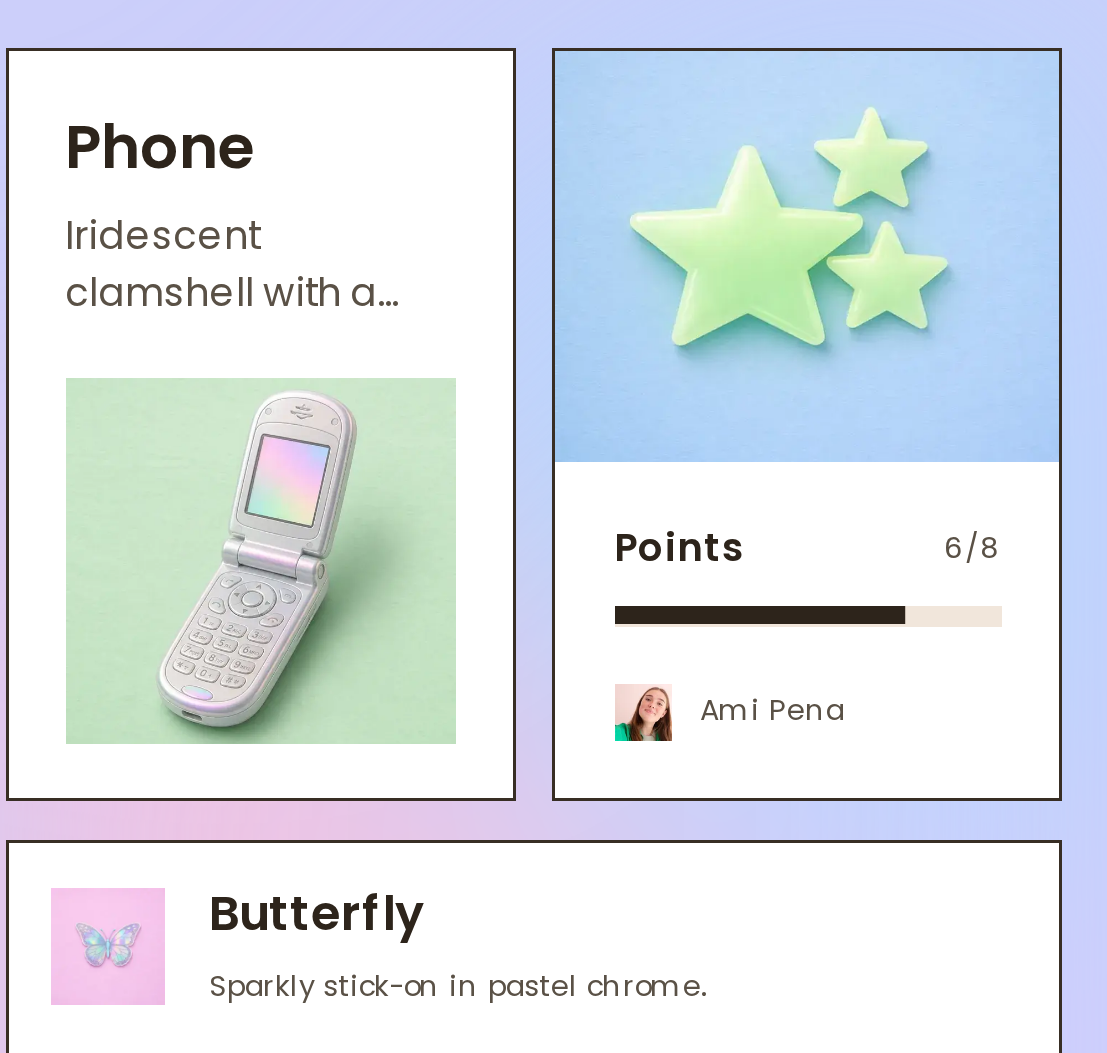 Phone
Iridescent
clamshell with a...
Points
6/8
Ami Pena
Butterfly
Sparkly stick-on in pastel chrome.